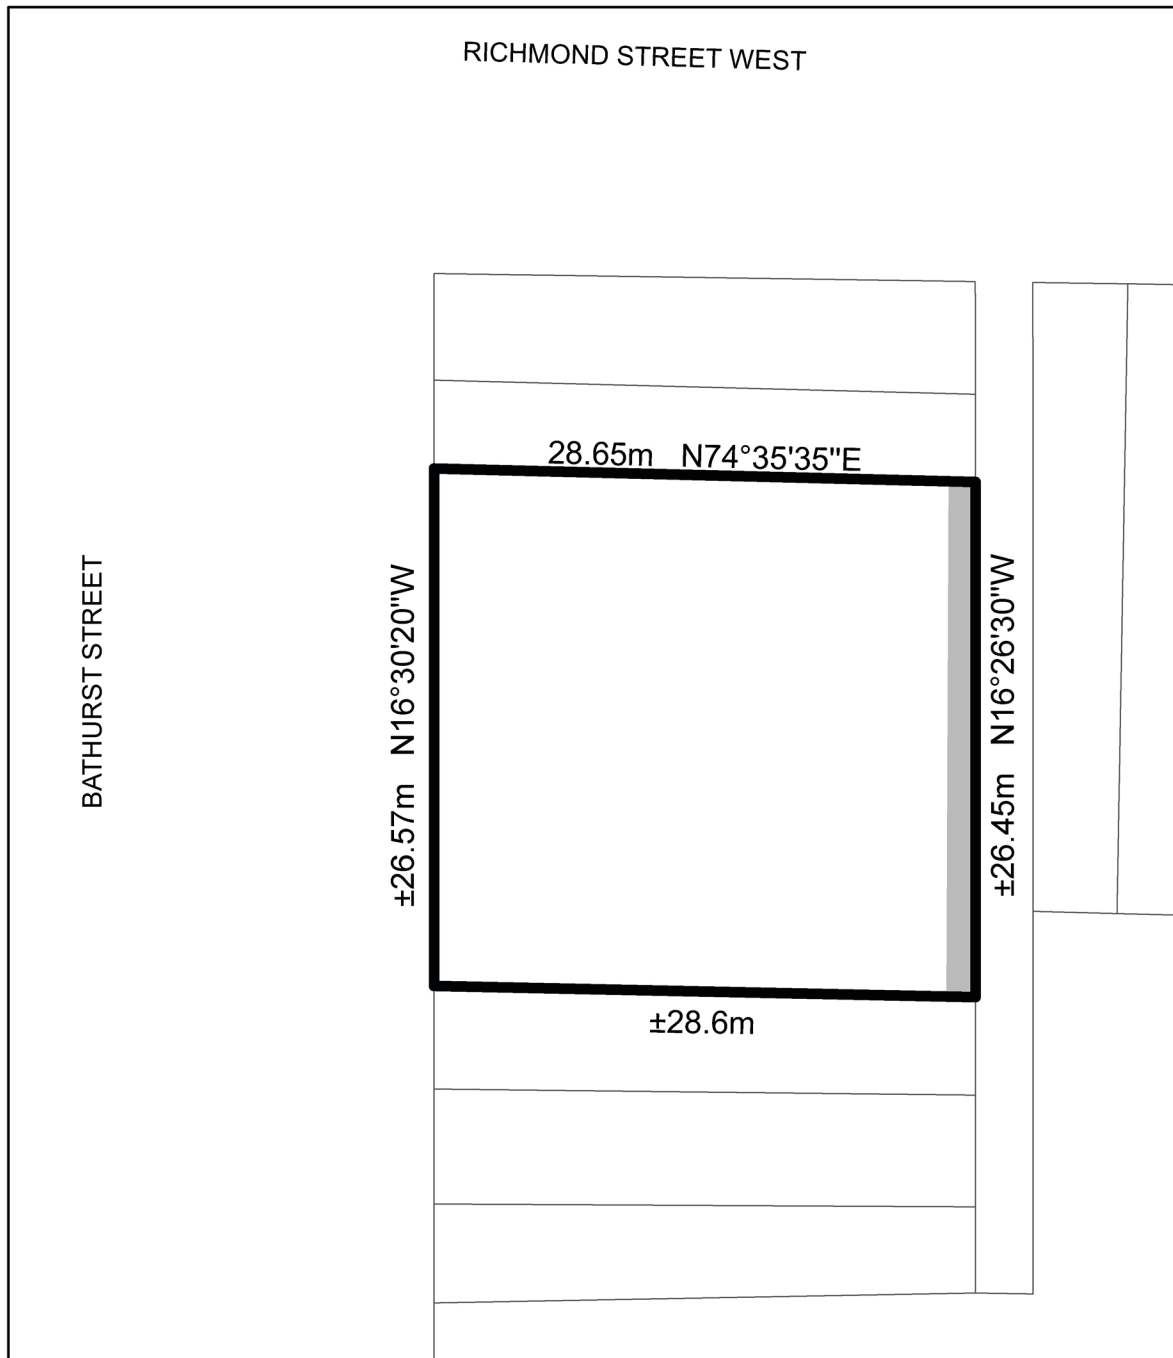 RICHMOND STREET WEST
28.65m N74°35'35"E
BATHURST STREET
±26.57m N16°30'20"W
±26.45m N16°26'30"W
±28.6m